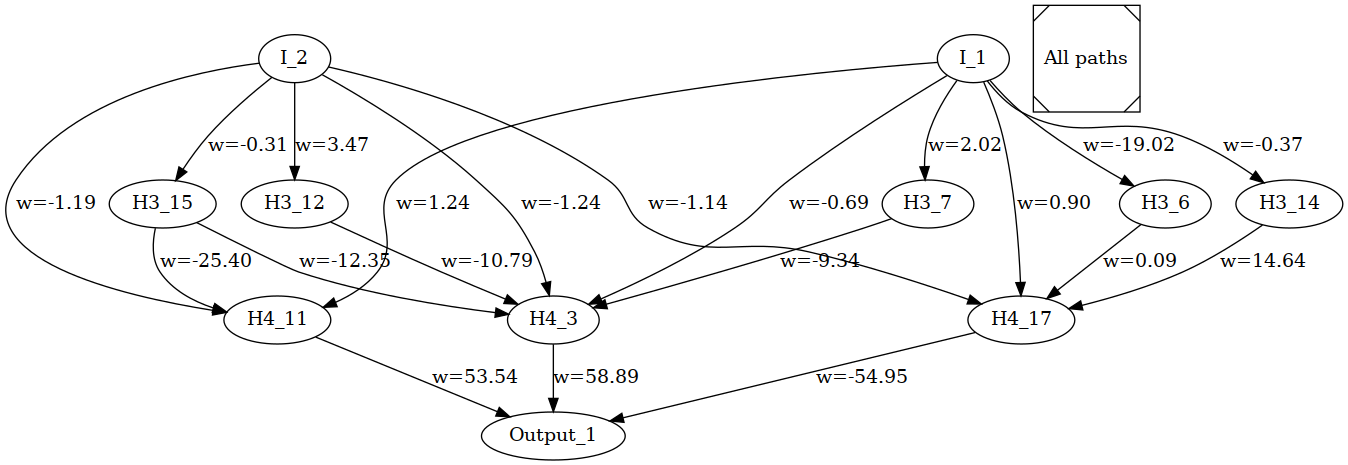 I_2
I_1
All paths
w=-0.31
w=3.47
w=2.02
w=-19.02
w=-0.37
w=-1.19
H3_15
H3_12
w=1.24
w=-1.24
w=-1.14
w=-0.69
H3_7
w=0.90
H3_6
H3_14
w=-25.40
w=-12.35
w=-10.79
w=-9.34
w=0.09
w=14.64
H4_11
H4_3
H4_17
w=53.54
w=58.89
w=-54.95
Output_1